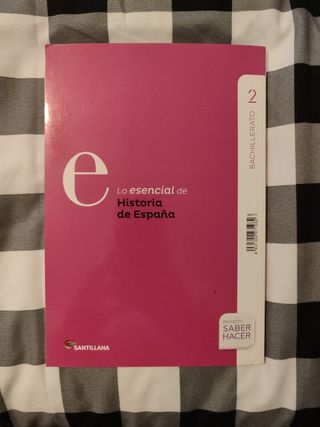 2
BACHILLERATO
e
Lo esencial de
Historia
de España
PROYECTO
SABER
HACER
SANTILLANA